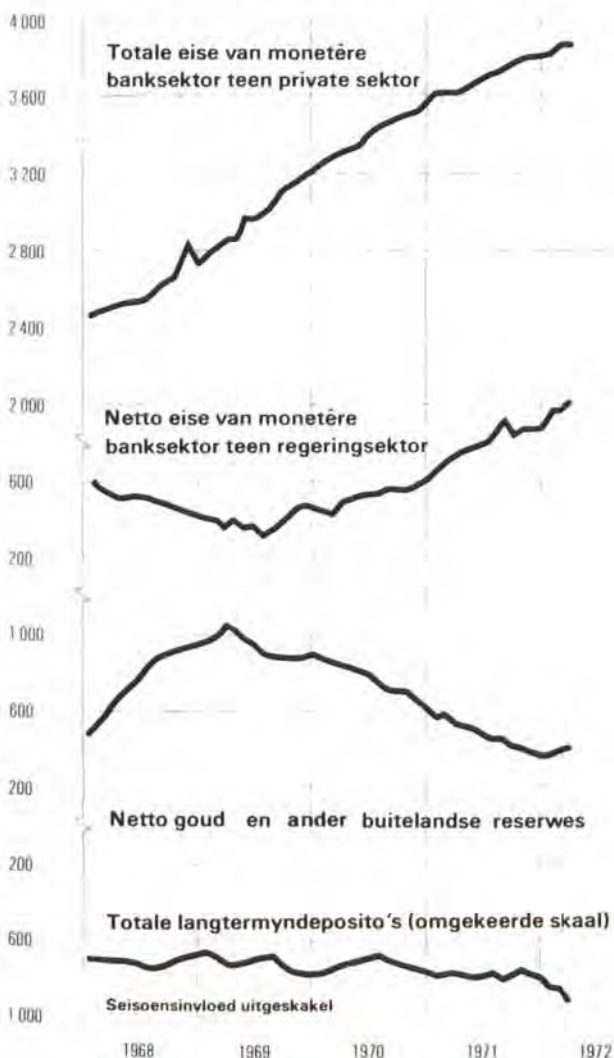 4 000
Totale eise van monetêre
banksektor teen private sektor
3 600
3 200
2 800
2 400
2 000
Netto eise van monetêre
banksektor teen regeringsektor
600
200
1 000
600
200
Netto goud en ander buitelandse reserwes
200
Totale langtermyndeposito's (omgekeerde skaal)
600
Seisoensinvloed uitgeskakel
1 000
1968 1969 1970 1971 1972